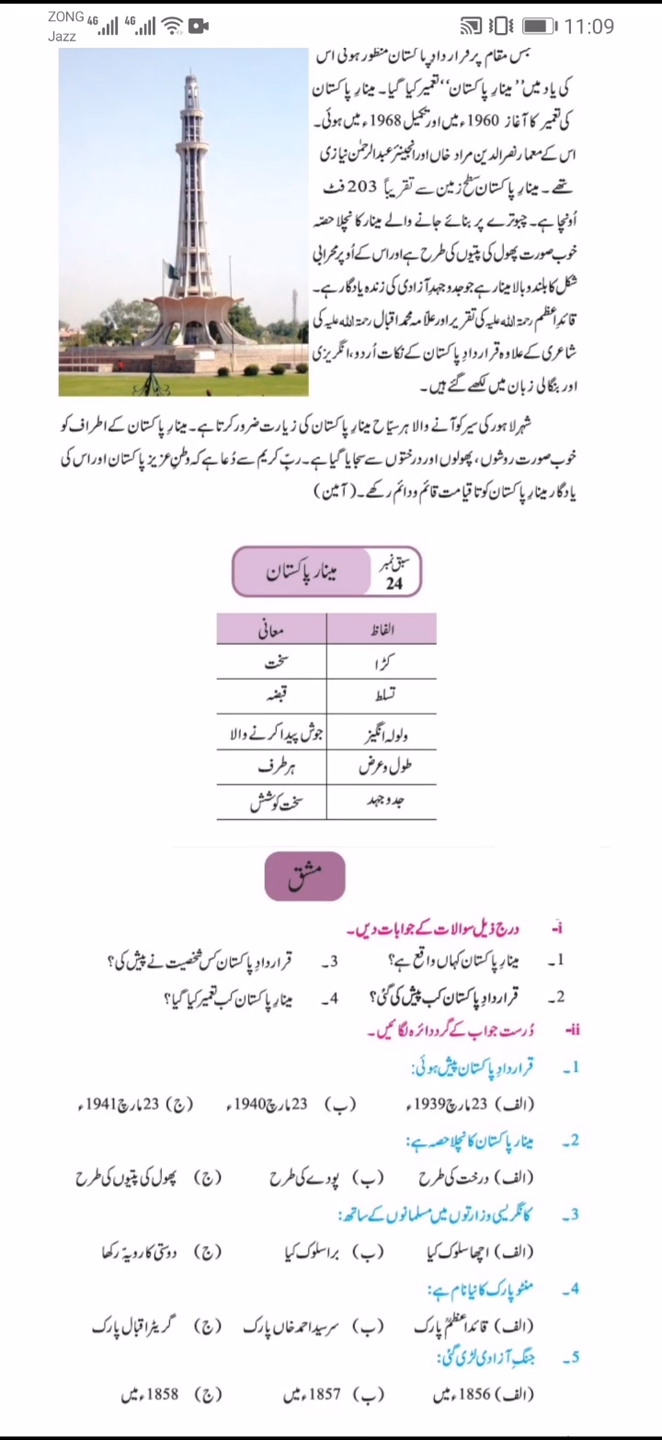 ZONG 4G 4G 11:09
Jazz
جس مقام پر قرار دادِ پاکستان منظور ہوئی اس
کی یاد میں ’’مینارِ پاکستان‘‘ تعمیر کیا گیا۔ مینارِ پاکستان
کی تعمیر کا آغاز 1960ء میں اور تکمیل 1968ء میں ہوئی۔
اس کے معمار نصر الدین مراد خاں اور انجینئر عبدالرحمٰن نیازی
تھے۔ مینارِ پاکستان سطح زمین سے تقریباً 203 فٹ
اُونچا ہے۔ چبوترے پر بنائے جانے والے مینار کا نچلا حصّہ
خوب صورت پھول کی پتیوں کی طرح ہے اور اس کے اُوپر محرابی
شکل کا بلند و بالا مینار ہے جو جدوجہدِ آزادی کی زندہ یادگار ہے۔
قائدِ اعظم رحمۃ اللہ علیہ کی تقریر اور علّامہ محمد اقبال رحمۃ اللہ علیہ کی
شاعری کے علاوہ قراردادِ پاکستان کے نکات اُردو، انگریزی
اور بنگالی زبان میں لکھے گئے ہیں۔
شہر لاہور کی سیر کو آنے والا ہر سیّاح مینارِ پاکستان کی زیارت ضرور کرتا ہے۔ مینارِ پاکستان کے اطراف کو
خوب صورت روشوں، پھولوں اور درختوں سے سجایا گیا ہے۔ ربِّ کریم سے دُعا ہے کہ وطنِ عزیز پاکستان اور اس کی
یادگار مینارِ پاکستان کو تا قیامت قائم و دائم رکھے۔ (آمین)
سبق نمبر 24 مینارِ پاکستان
الفاظ معانی
کڑا سخت
تسلط قبضہ
ولولہ انگیز جوش پیدا کرنے والا
طول و عرض ہر طرف
جدوجہد سخت کوشش
مشق
i- درج ذیل سوالات کے جوابات دیں۔
1۔ مینارِ پاکستان کہاں واقع ہے؟ 3۔ قراردادِ پاکستان کس شخصیت نے پیش کی؟
2۔ قراردادِ پاکستان کب پیش کی گئی؟ 4۔ مینارِ پاکستان کب تعمیر کیا گیا؟
ii- دُرست جواب کے گرد دائرہ لگائیں۔
1۔ قراردادِ پاکستان پیش ہوئی:
(الف) 23 مارچ 1939ء (ب) 23 مارچ 1940ء (ج) 23 مارچ 1941ء
2۔ مینارِ پاکستان کا نچلا حصہ ہے:
(الف) درخت کی طرح (ب) پودے کی طرح (ج) پھول کی پتیوں کی طرح
3۔ کانگریسی وزارتوں میں مسلمانوں کے ساتھ:
(الف) اچھا سلوک کیا (ب) برا سلوک کیا (ج) دوستی کا رویہّ رکھا
4۔ منٹو پارک کا نیا نام ہے:
(الف) قائدِ اعظمؒ پارک (ب) سرسید احمد خاں پارک (ج) گریٹر اقبال پارک
5۔ جنگِ آزادی لڑی گئی:
(الف) 1856ء میں (ب) 1857ء میں (ج) 1858ء میں